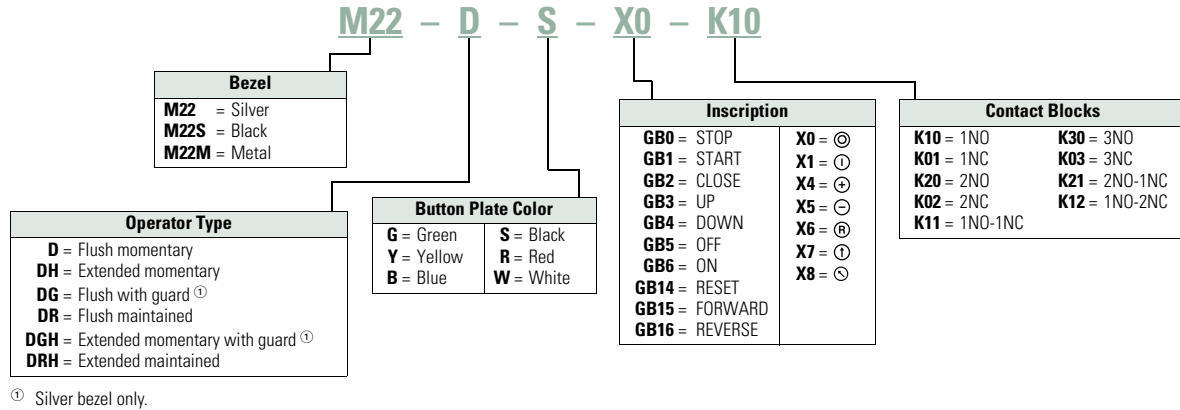 M22 – D – S – X0 – K10
Bezel
M22 = Silver
M22S = Black
M22M = Metal
Operator Type
D = Flush momentary
DH = Extended momentary
DG = Flush with guard ①
DR = Flush maintained
DGH = Extended momentary with guard ①
DRH = Extended maintained
Button Plate Color
G = Green
Y = Yellow
B = Blue
S = Black
R = Red
W = White
Inscription
GB0 = STOP
GB1 = START
GB2 = CLOSE
GB3 = UP
GB4 = DOWN
GB5 = OFF
GB6 = ON
GB14 = RESET
GB15 = FORWARD
GB16 = REVERSE
X0 = ⌾
X1 = ⏼
X4 = ⊕
X5 = ⊖
X6 = Ⓡ
X7 = ⦶
X8 = ⍉
Contact Blocks
K10 = 1NO
K01 = 1NC
K20 = 2NO
K02 = 2NC
K11 = 1NO-1NC
K30 = 3NO
K03 = 3NC
K21 = 2NO-1NC
K12 = 1NO-2NC
① Silver bezel only.